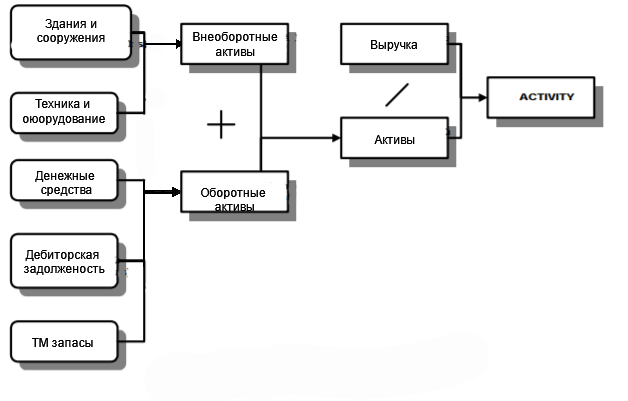 Здания и
сооружения
Внеоборотные
активы
Выручка
Техника и
оюорудование
+
/
ACTIVITY
Активы
Денежные
средства
Оборотные
активы
Дебиторская
задолженость
ТМ запасы